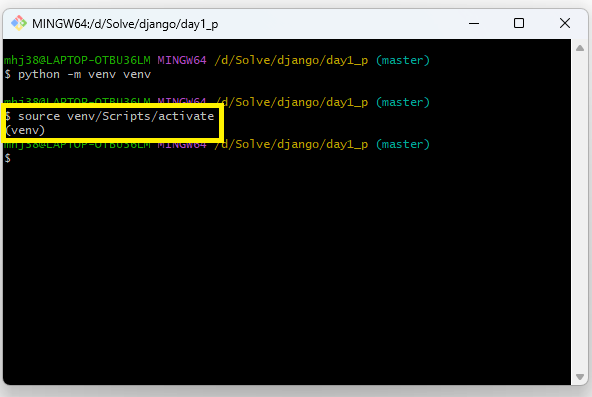 MINGW64:/d/Solve/django/day1_p
mhj38@LAPTOP-OTBU36LM MINGW64 /d/Solve/django/day1_p (master)
$ python -m venv venv
mhj38@LAPTOP-OTBU36LM MINGW64 /d/Solve/django/day1_p (master)
$ source venv/Scripts/activate
(venv)
mhj38@LAPTOP-OTBU36LM MINGW64 /d/Solve/django/day1_p (master)
$